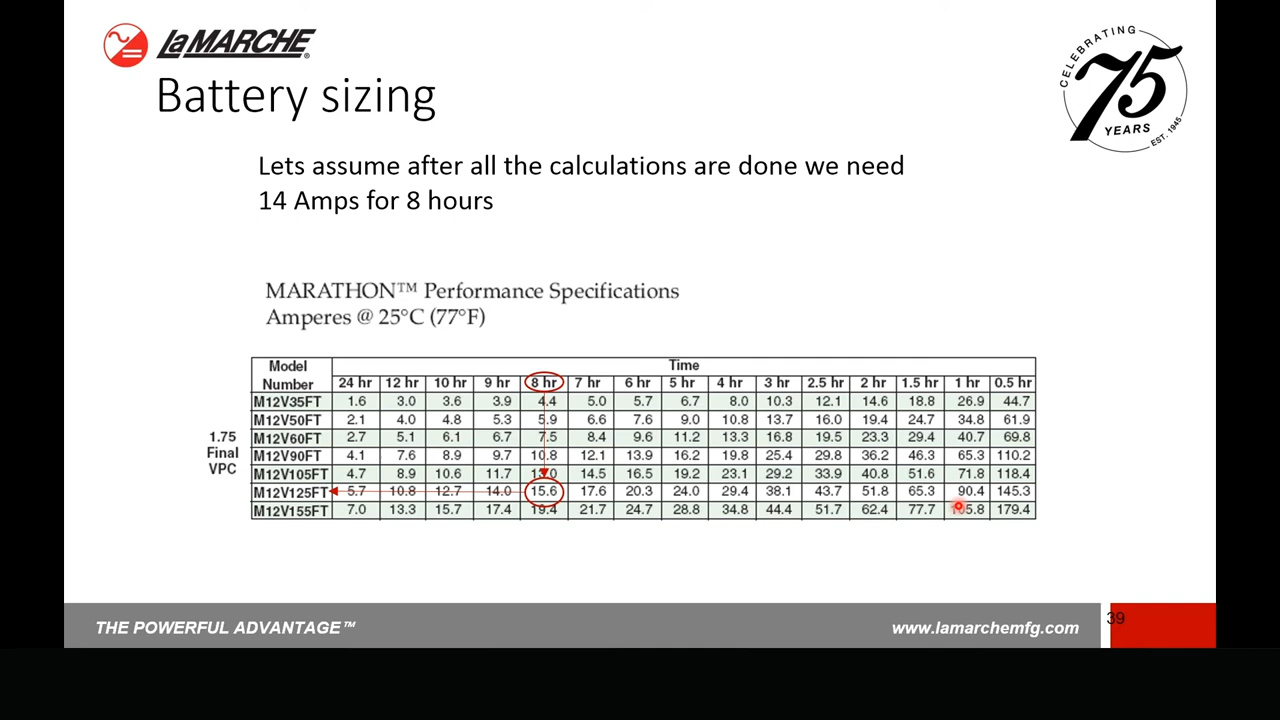 LaMARCHE®
CELEBRATING
75
YEARS
EST. 1945
Battery sizing
Lets assume after all the calculations are done we need
14 Amps for 8 hours
MARATHON™ Performance Specifications
Amperes @ 25°C (77°F)
Model Time
Number 24 hr 12 hr 10 hr 9 hr 8 hr 7 hr 6 hr 5 hr 4 hr 3 hr 2.5 hr 2 hr 1.5 hr 1 hr 0.5 hr
M12V35FT 1.6 3.0 3.6 3.9 4.4 5.0 5.7 6.7 8.0 10.3 12.1 14.6 18.8 26.9 44.7
M12V50FT 2.1 4.0 4.8 5.3 5.9 6.6 7.6 9.0 10.8 13.7 16.0 19.4 24.7 34.8 61.9
1.75
Final
VPC
M12V60FT 2.7 5.1 6.1 6.7 7.5 8.4 9.6 11.2 13.3 16.8 19.5 23.3 29.4 40.7 69.8
M12V90FT 4.1 7.6 8.9 9.7 10.8 12.1 13.9 16.2 19.8 25.4 29.8 36.2 46.3 65.3 110.2
M12V105FT 4.7 8.9 10.6 11.7 14.5 16.5 19.2 23.1 29.2 33.9 40.8 51.6 71.8 118.4
M12V125FT 5.7 10.8 12.7 14.0 15.6 17.6 20.3 24.0 29.4 38.1 43.7 51.8 65.3 90.4 145.3
M12V155FT 7.0 13.3 15.7 17.4 19.4 21.7 24.7 28.8 34.8 44.4 51.7 62.4 77.7 179.4
THE POWERFUL ADVANTAGE™
www.lamarchemfg.com
39